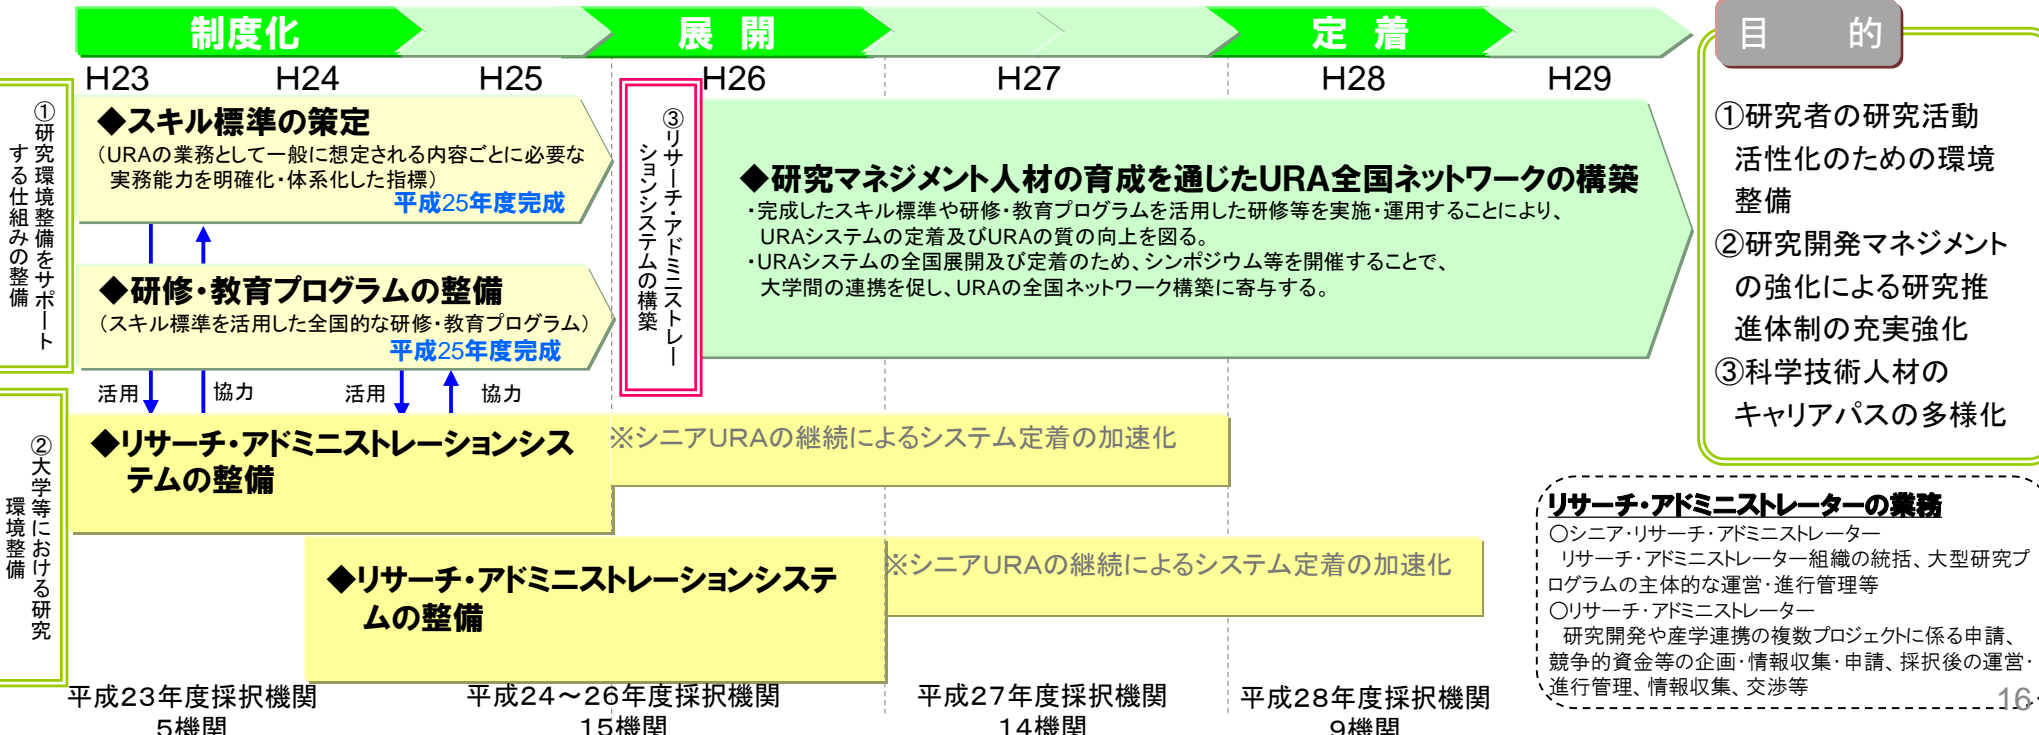 制度化
展 開
定 着
H23
H24
H25
H26
H27
H28
H29
①研究環境整備をサポート
する仕組みの整備
◆スキル標準の策定
（URAの業務として一般に想定される内容ごとに必要な
実務能力を明確化・体系化した指標）
平成25年度完成
◆研修・教育プログラムの整備
（スキル標準を活用した全国的な研修・教育プログラム）
平成25年度完成
活用
協力
活用
協力
③リサーチ・アドミニストレー
ションシステムの構築
◆研究マネジメント人材の育成を通じたURA全国ネットワークの構築
・完成したスキル標準や研修・教育プログラムを活用した研修等を実施・運用することにより、
URAシステムの定着及びURAの質の向上を図る。
・URAシステムの全国展開及び定着のため、シンポジウム等を開催することで、
大学間の連携を促し、URAの全国ネットワーク構築に寄与する。
②大学等における研究
環境整備
◆リサーチ・アドミニストレーションシス
テムの整備
※シニアURAの継続によるシステム定着の加速化
◆リサーチ・アドミニストレーションシステ
ムの整備
※シニアURAの継続によるシステム定着の加速化
平成23年度採択機関
5機関
平成24～26年度採択機関
15機関
平成27年度採択機関
14機関
平成28年度採択機関
9機関
目 的
①研究者の研究活動
活性化のための環境
整備
②研究開発マネジメント
の強化による研究推
進体制の充実強化
③科学技術人材の
キャリアパスの多様化
リサーチ・アドミニストレーターの業務
○シニア・リサーチ・アドミニストレーター
リサーチ・アドミニストレーター組織の統括、大型研究プ
ログラムの主体的な運営・進行管理等
○リサーチ・アドミニストレーター
研究開発や産学連携の複数プロジェクトに係る申請、
競争的資金等の企画・情報収集・申請、採択後の運営・
進行管理、情報収集、交渉等
16